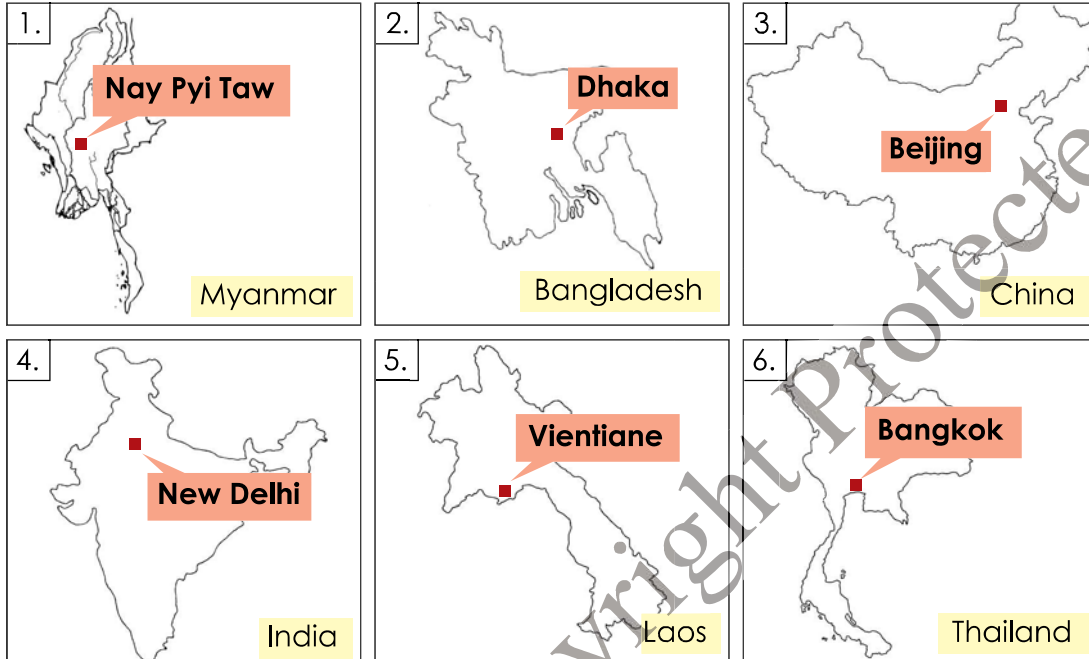 1.
Nay Pyi Taw
Myanmar
2.
Dhaka
Bangladesh
3.
Beijing
China
4.
New Delhi
India
5.
Vientiane
Laos
6.
Bangkok
Thailand